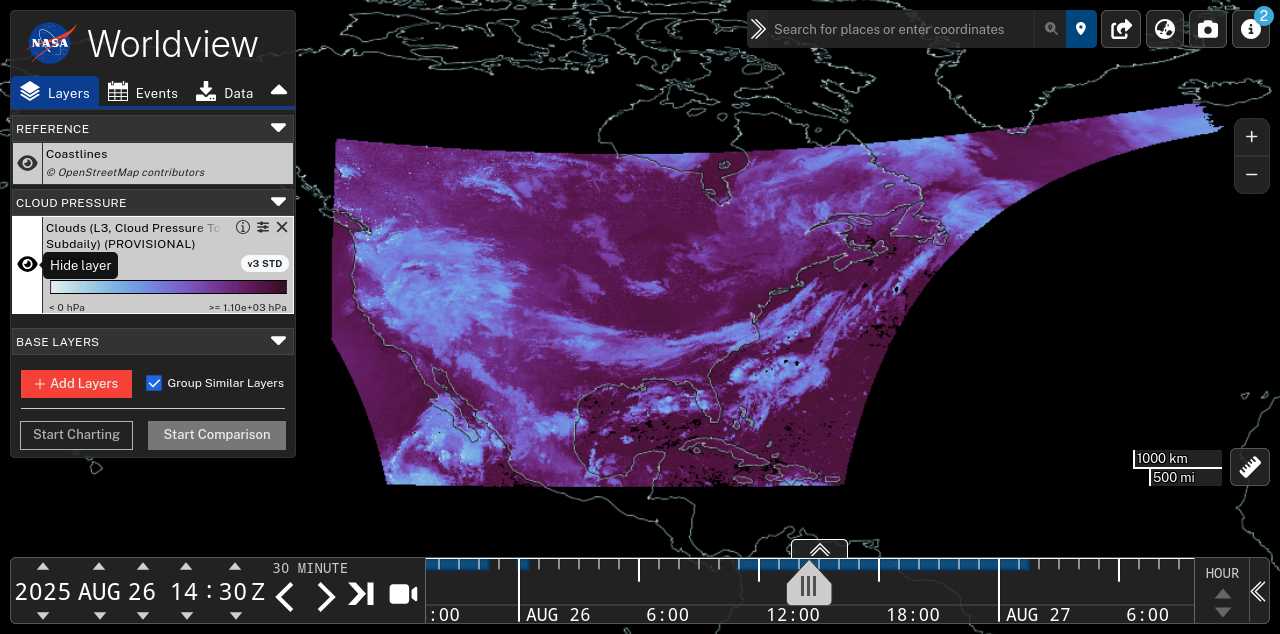 NASA Worldview
Search for places or enter coordinates
2
Layers Events Data
REFERENCE
Coastlines
© OpenStreetMap contributors
CLOUD PRESSURE
Clouds (L3, Cloud Pressure To
Subdaily) (PROVISIONAL)
Hide layer
v3 STD
< 0 hPa >= 1.10e+03 hPa
BASE LAYERS
+ Add Layers Group Similar Layers
Start Charting Start Comparison
+
−
1000 km
500 mi
2025 AUG 26 14 : 30 Z
30 MINUTE
:00 AUG 26 6:00 12:00 18:00 AUG 27 6:00
HOUR